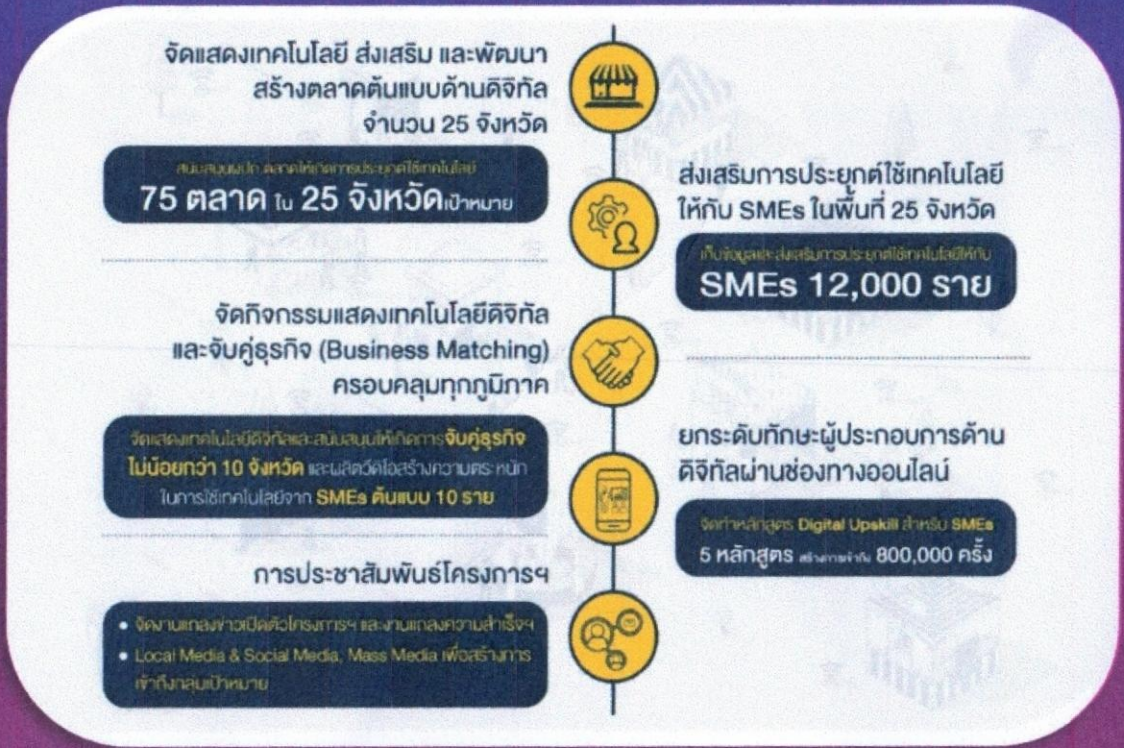 จัดแสดงเทคโนโลยี ส่งเสริม และพัฒนา
สร้างตลาดต้นแบบด้านดิจิทัล
จำนวน 25 จังหวัด
ตลาดให้เกิดการประยุกต์ใช้เทคโนโลยี
75 ตลาด ใน 25 จังหวัดเป้าหมาย
ส่งเสริมการประยุกต์ใช้เทคโนโลยี
ให้กับ SMEs ในพื้นที่ 25 จังหวัด
เก็บข้อมูลและส่งเสริมการประยุกต์ใช้เทคโนโลยีให้กับ
SMEs 12,000 ราย
จัดกิจกรรมแสดงเทคโนโลยีดิจิทัล
และจับคู่ธุรกิจ (Business Matching)
ครอบคลุมทุกภูมิภาค
จัดแสดงเทคโนโลยีดิจิทัลและสนับสนุนให้เกิดการจับคู่ธุรกิจ
ไม่น้อยกว่า 10 จังหวัด และผลิตวีดีโอสร้างความตระหนัก
ในการใช้เทคโนโลยีจาก SMEs ต้นแบบ 10 ราย
ยกระดับทักษะผู้ประกอบการด้าน
ดิจิทัลผ่านช่องทางออนไลน์
จัดทำหลักสูตร Digital Upskill สำหรับ SMEs
5 หลักสูตร สร้างการเข้าถึง 800,000 ครั้ง
การประชาสัมพันธ์โครงการฯ
• จัดงานแถลงข่าวเปิดตัวโครงการฯ และงานแถลงความสำเร็จฯ
• Local Media & Social Media, Mass Media เพื่อสร้างการ
เข้าถึงกลุ่มเป้าหมาย